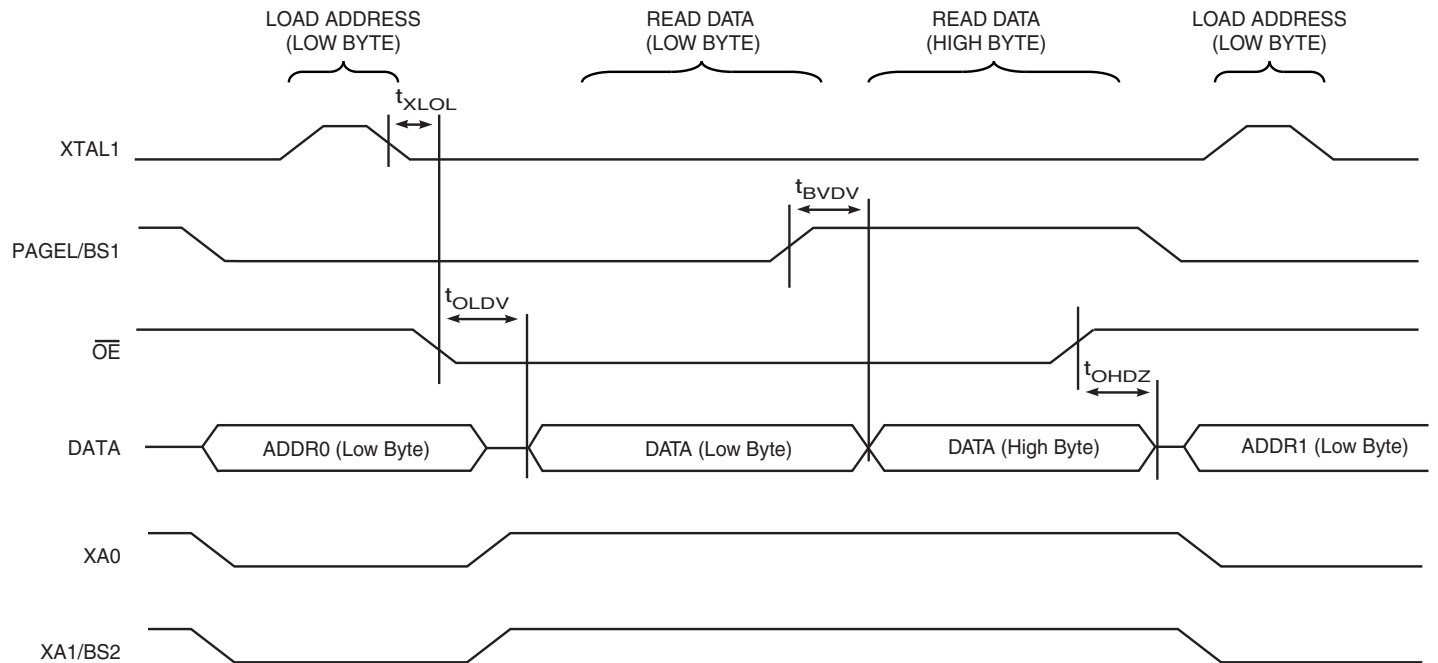 LOAD ADDRESS
(LOW BYTE)
READ DATA
(LOW BYTE)
READ DATA
(HIGH BYTE)
LOAD ADDRESS
(LOW BYTE)
tXLOL
XTAL1
tBVDV
PAGEL/BS1
tOLDV
OE
tOHDZ
DATA
ADDR0 (Low Byte)
DATA (Low Byte)
DATA (High Byte)
ADDR1 (Low Byte)
XA0
XA1/BS2